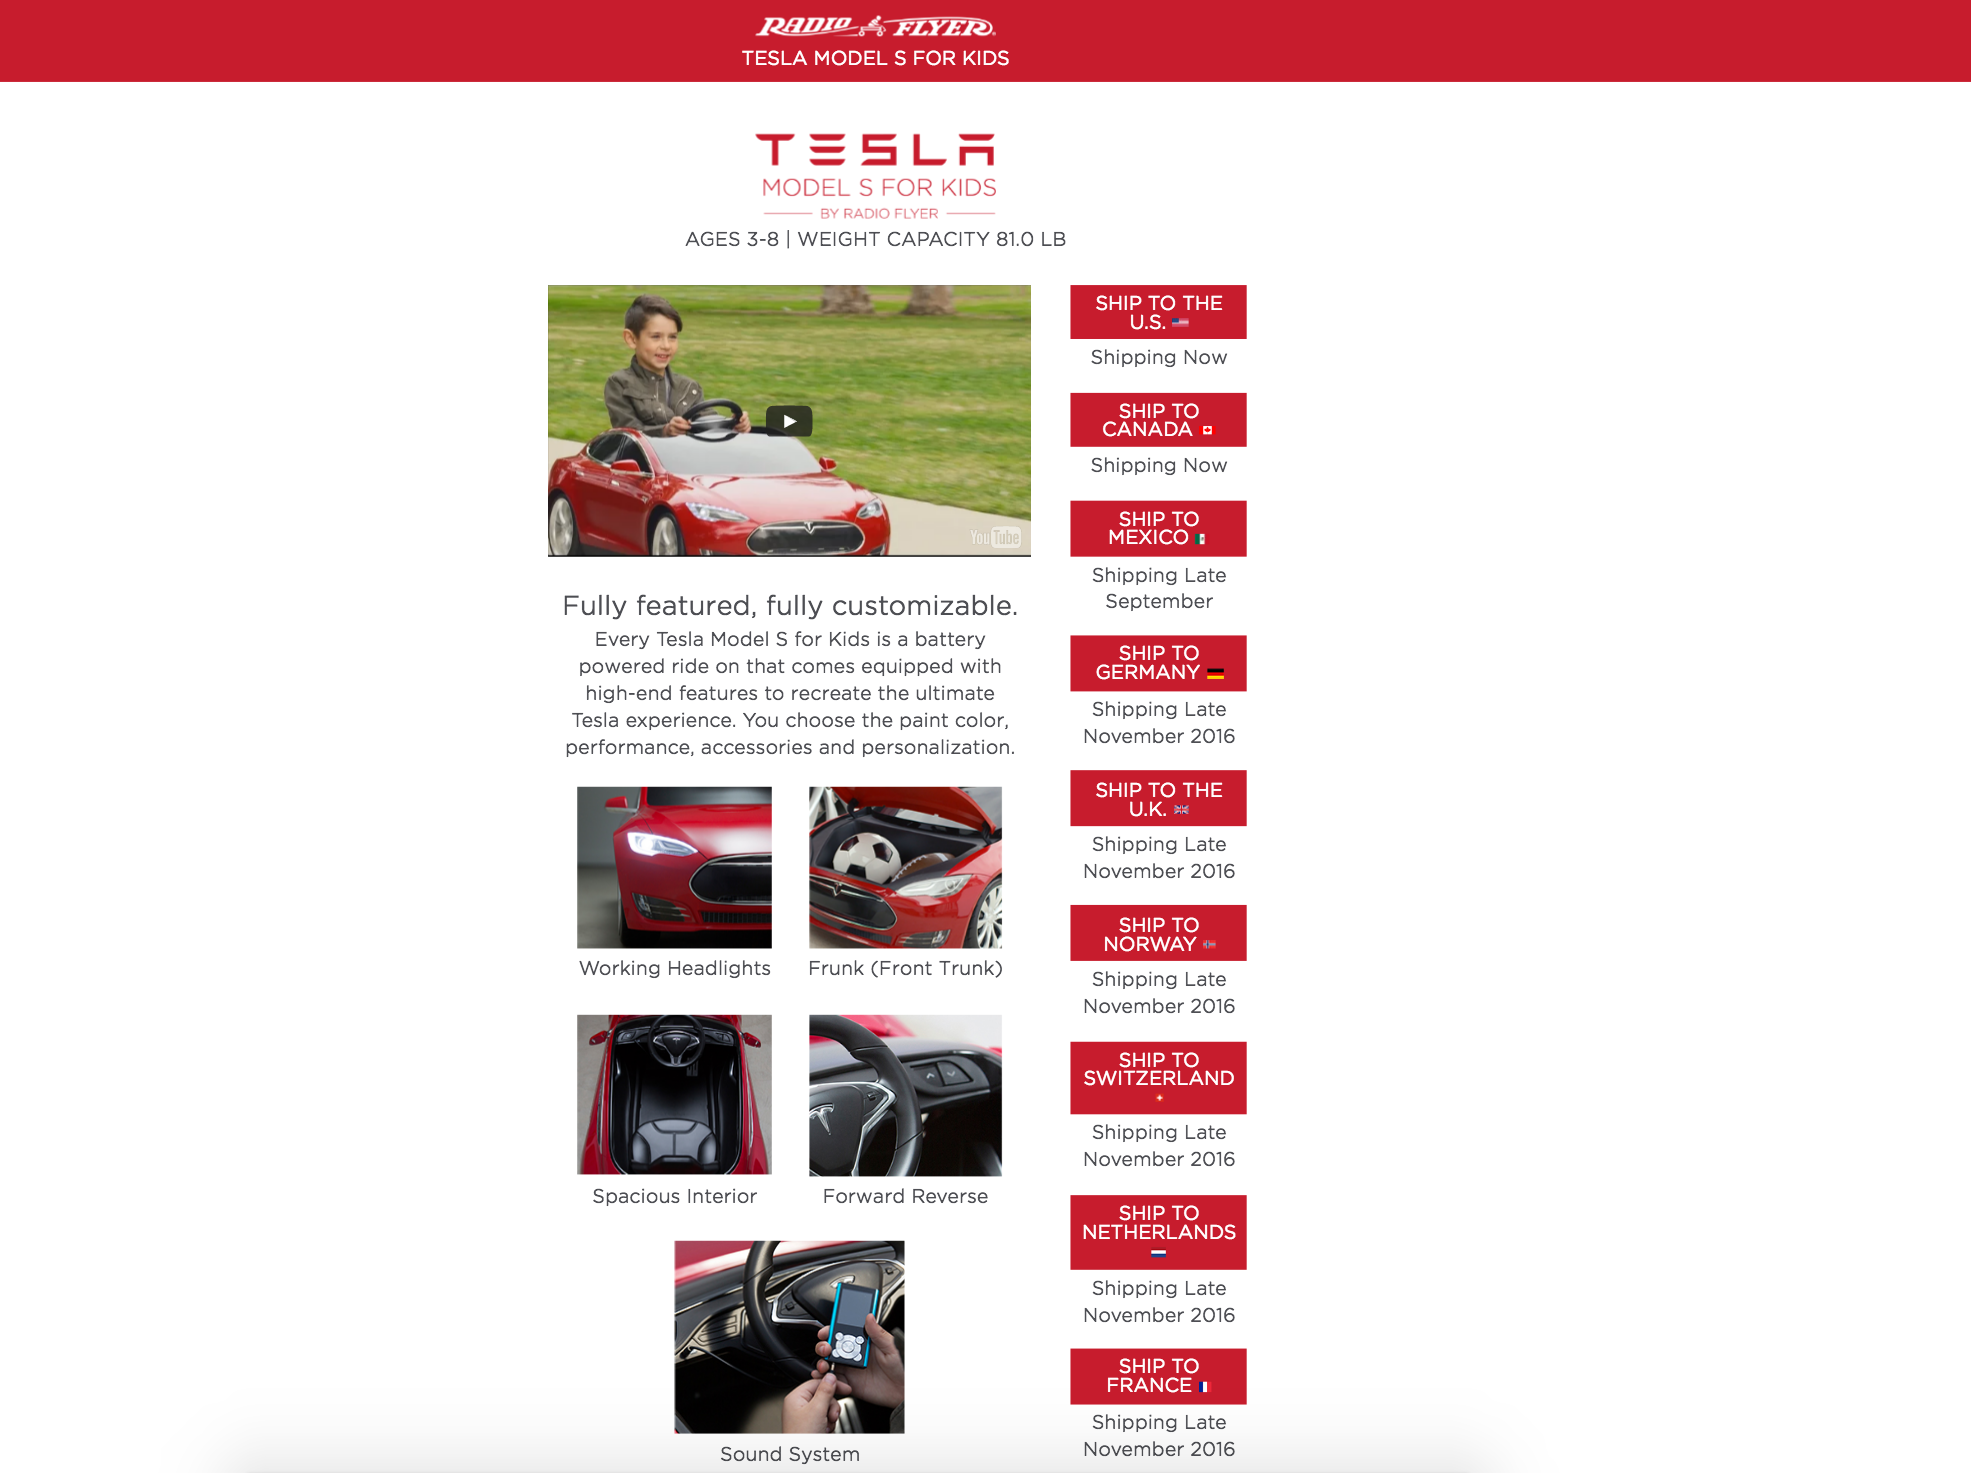 RADIO FLYER
TESLA MODEL S FOR KIDS
TESLA
MODEL S FOR KIDS
BY RADIO FLYER
AGES 3-8 | WEIGHT CAPACITY 81.0 LB
YouTube
Fully featured, fully customizable.
Every Tesla Model S for Kids is a battery
powered ride on that comes equipped with
high-end features to recreate the ultimate
Tesla experience. You choose the paint color,
performance, accessories and personalization.
Working Headlights
Frunk (Front Trunk)
Spacious Interior
Forward Reverse
Sound System
SHIP TO THE
U.S.
Shipping Now
SHIP TO
CANADA
Shipping Now
SHIP TO
MEXICO
Shipping Late
September
SHIP TO
GERMANY
Shipping Late
November 2016
SHIP TO THE
U.K.
Shipping Late
November 2016
SHIP TO
NORWAY
Shipping Late
November 2016
SHIP TO
SWITZERLAND
Shipping Late
November 2016
SHIP TO
NETHERLANDS
Shipping Late
November 2016
SHIP TO
FRANCE
Shipping Late
November 2016